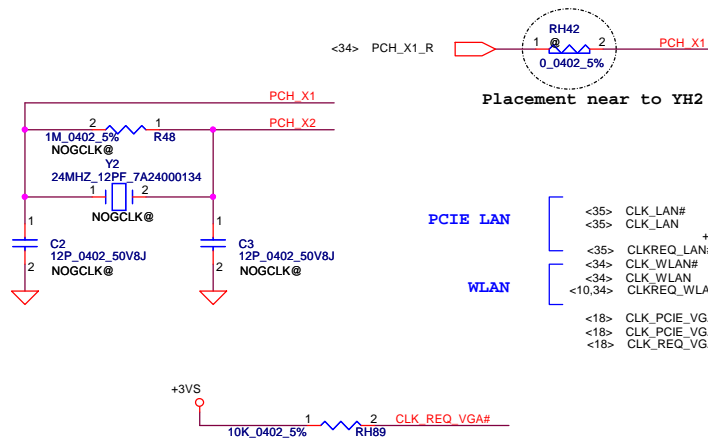 RH42
<34> PCH_X1_R
1 @ 2
PCH_X1
0_0402_5%
Placement near to YH2
PCH_X1
PCH_X2
2 1
1M_0402_5% R48
NOGCLK@
Y2
24MHZ_12PF_7A24000134
1 2
NOGCLK@
1
C2
12P_0402_50V8J
2 NOGCLK@
1
C3
12P_0402_50V8J
2 NOGCLK@
PCIE LAN
<35> CLK_LAN#
<35> CLK_LAN
+
<35> CLKREQ_LAN#
WLAN
<34> CLK_WLAN#
<34> CLK_WLAN
<10,34> CLKREQ_WLA
<18> CLK_PCIE_VG
<18> CLK_PCIE_VG
<18> CLK_REQ_VG
+3VS
1 2 CLK_REQ_VGA#
10K_0402_5% RH89